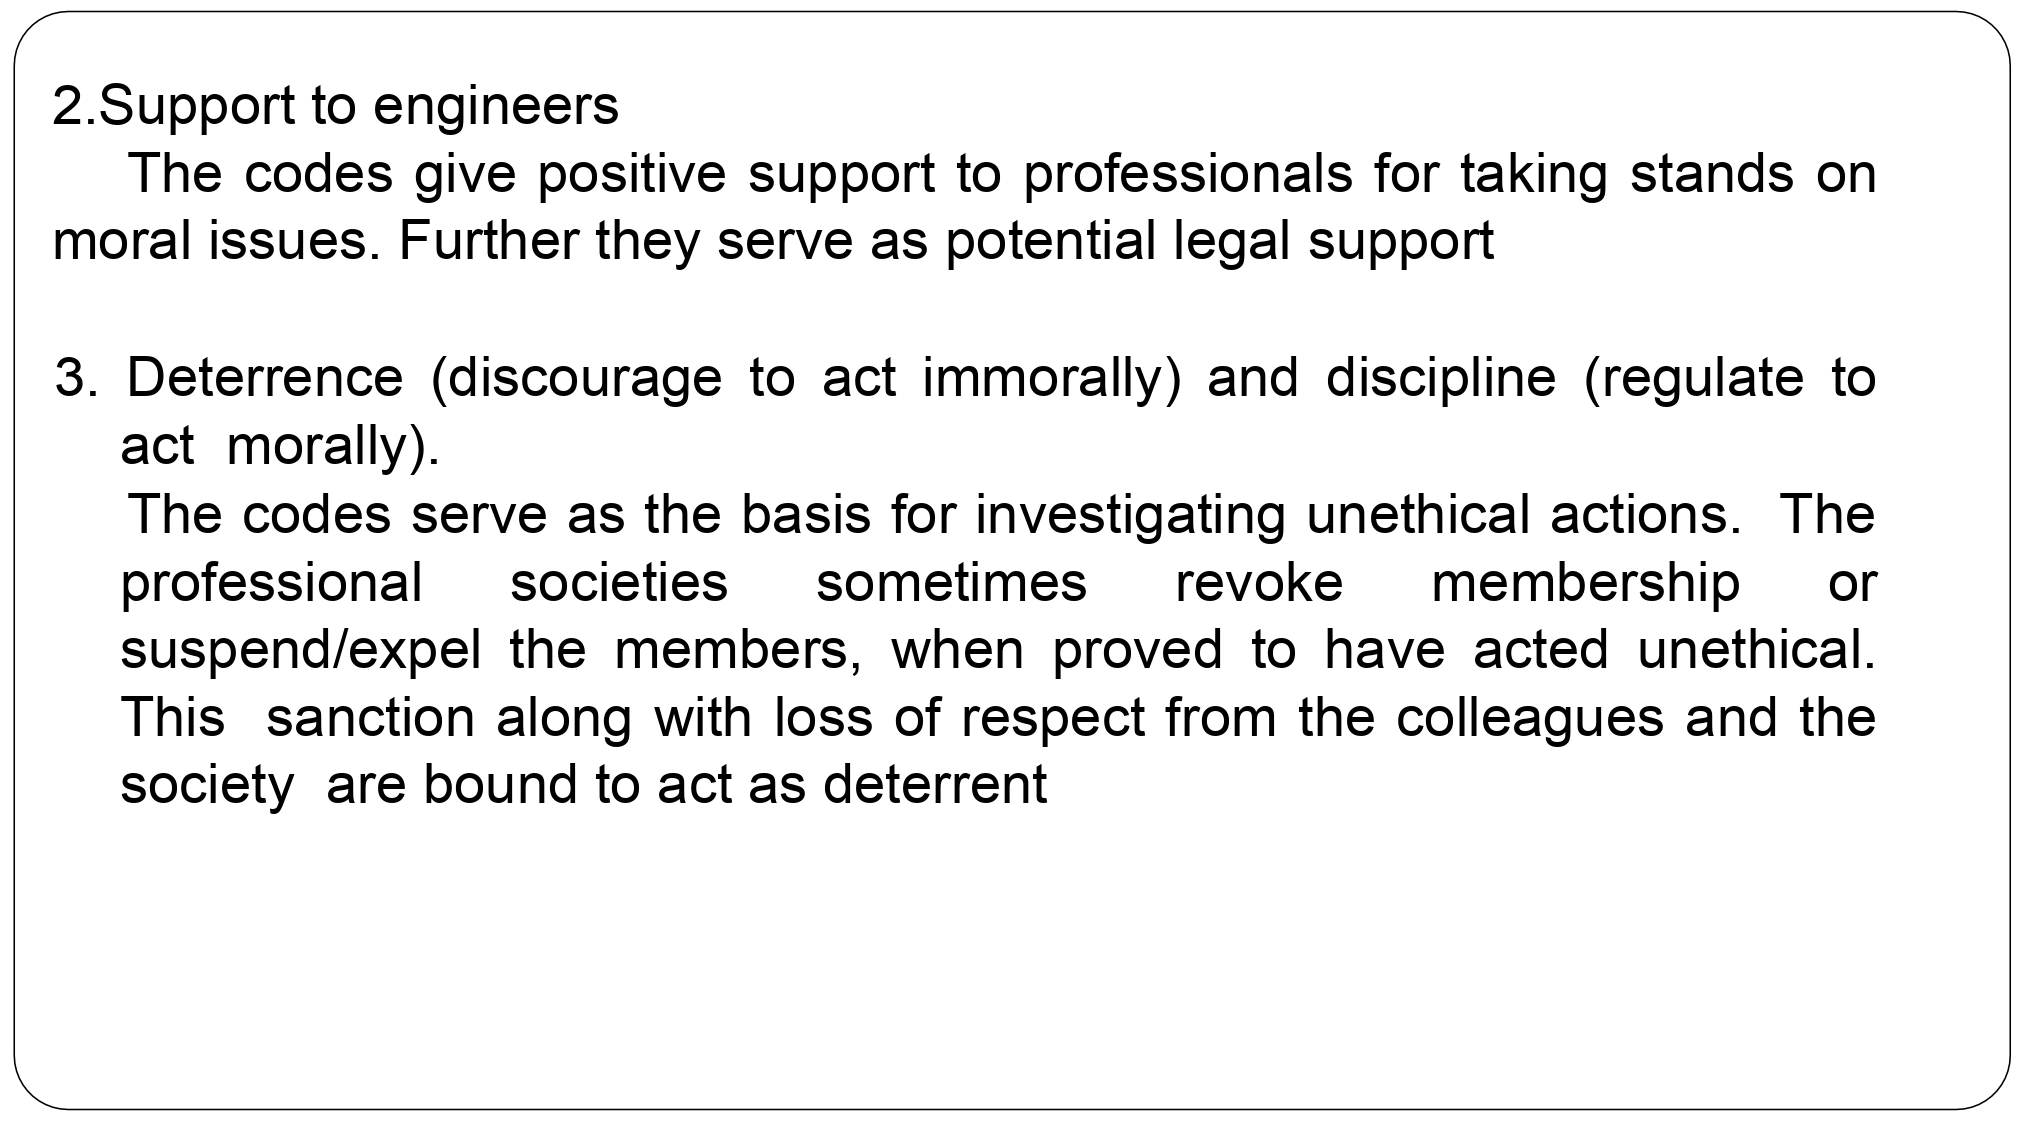 2.Support to engineers
The codes give positive support to professionals for taking stands on
moral issues. Further they serve as potential legal support
3. Deterrence (discourage to act immorally) and discipline (regulate to
act morally).
The codes serve as the basis for investigating unethical actions. The
professional societies sometimes revoke membership or
suspend/expel the members, when proved to have acted unethical.
This sanction along with loss of respect from the colleagues and the
society are bound to act as deterrent